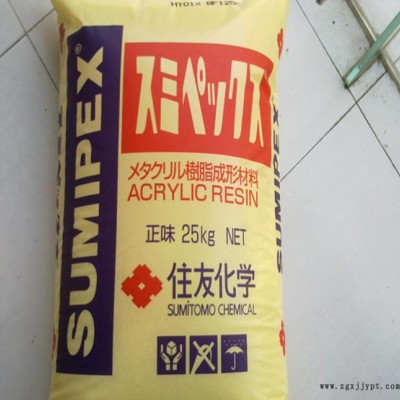 SUMIPEX®
スミペックス
メタクリル樹脂成形材料
ACRYLIC RESIN
正味 25kg NET
住友化学
SUMITOMO CHEMICAL
www.zgxjjypt.com